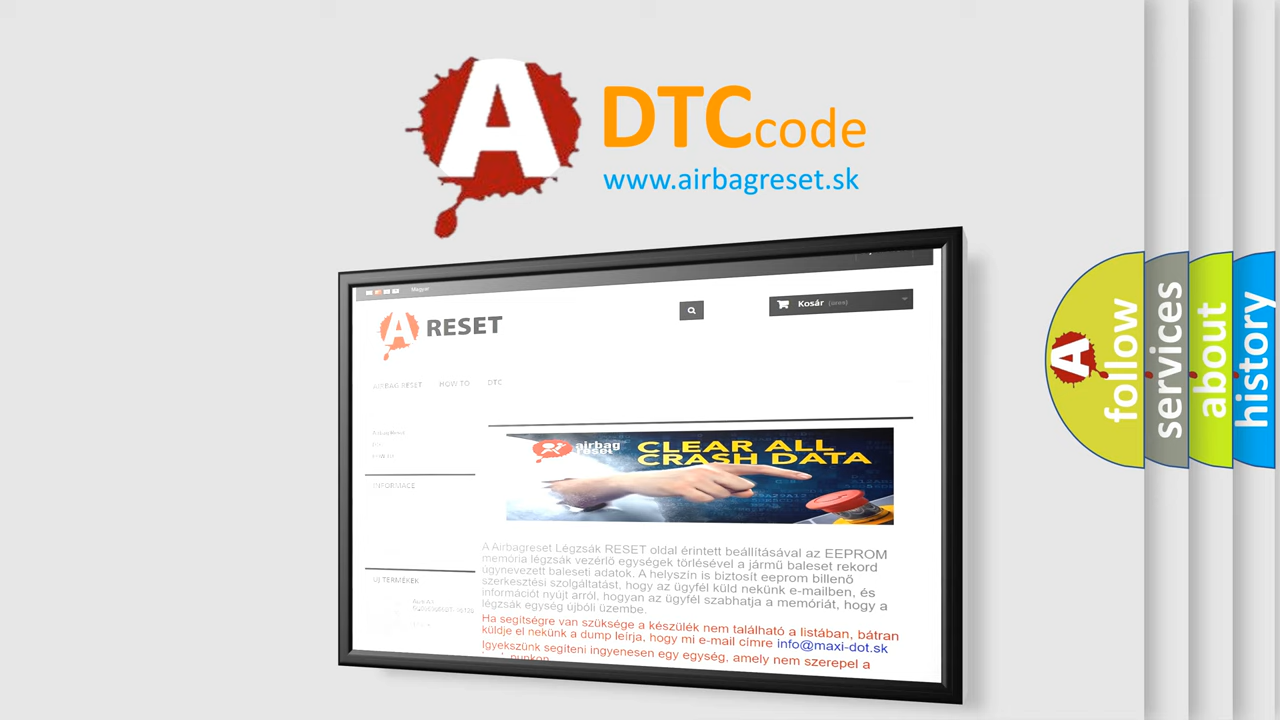 A
DTC code
www.airbagreset.sk
Magyar
A RESET
Kosár (üres)
AIRBAG RESET HOW TO DTC
INFORMACE
airbag
reset
CLEAR ALL
CRASH DATA
A Airbagreset Légzsák RESET oldal érintett beállításával az EEPROM
memória légzsák vezérlő egységek törlésével a jármű baleset rekord
úgynevezett baleseti adatok. A helyszín is biztosít eeprom billenő
szerkesztési szolgáltatást, hogy az ügyfél küld nekünk e-mailben, és
információt nyújt arról, hogyan az ügyfél szabhatja a memóriát, hogy a
légzsák egység újbóli üzembe.
Ha segítségre van szüksége a készülék nem található a listában, bátran
küldje el nekünk a dump leírja, hogy mi e-mail címre info@maxi-dot.sk
Igyekszünk segíteni ingyenesen egy egység, amely nem szerepel a
ÚJ TERMÉKEK
A
follow
services
about
history